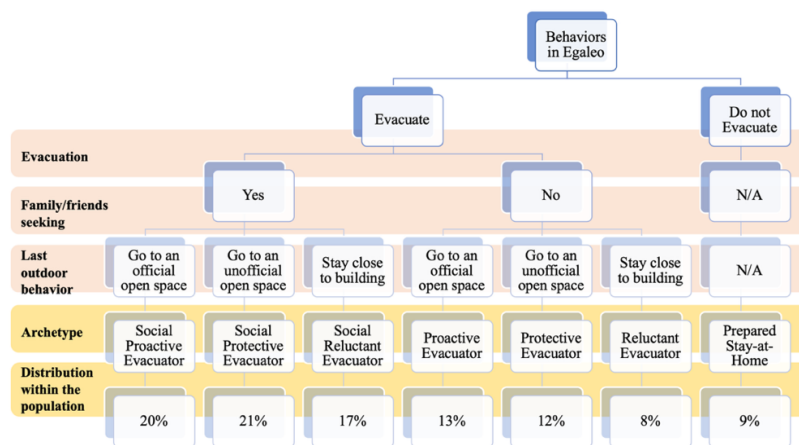 Behaviors
in Egaleo
Evacuate
Do not
Evacuate
Evacuation
Yes
No
N/A
Family/friends
seeking
Last
outdoor
behavior
Go to an
official
open space
Go to an
unofficial
open space
Stay close
to building
Go to an
official
open space
Go to an
unofficial
open space
Stay close
to building
N/A
Archetype
Social
Proactive
Evacuator
Social
Protective
Evacuator
Social
Reluctant
Evacuator
Proactive
Evacuator
Protective
Evacuator
Reluctant
Evacuator
Prepared
Stay-at-
Home
Distribution
within the
population
20%
21%
17%
13%
12%
8%
9%